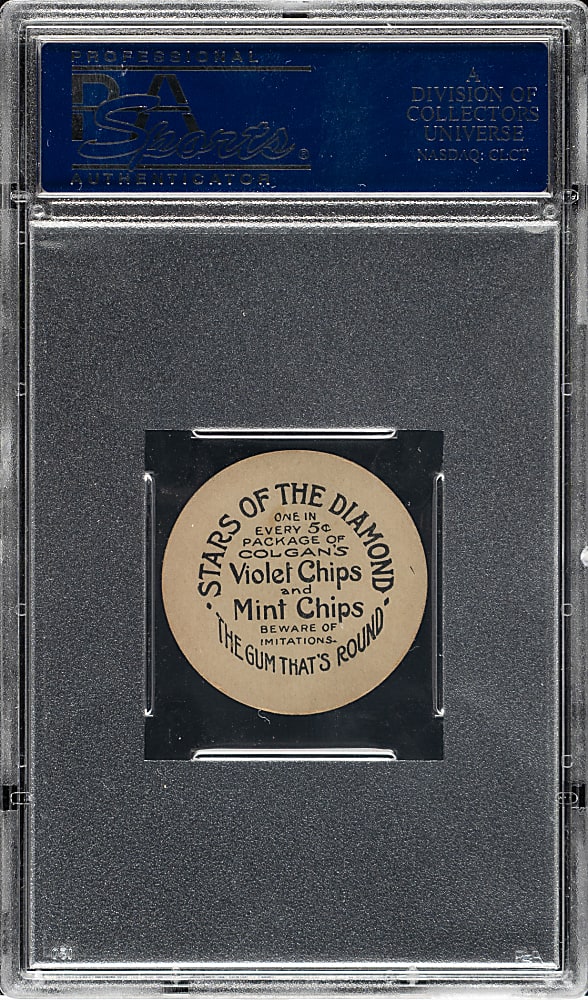 PROFESSIONAL
PSA
Sports®
AUTHENTICATOR
A
DIVISION OF
COLLECTORS
UNIVERSE
NASDAQ: CLCT
·STARS OF THE DIAMOND·
ONE IN
EVERY 5¢
PACKAGE OF
COLGAN'S
Violet Chips
and
Mint Chips
BEWARE OF
IMITATIONS.
THE GUM THAT'S ROUND
PSA